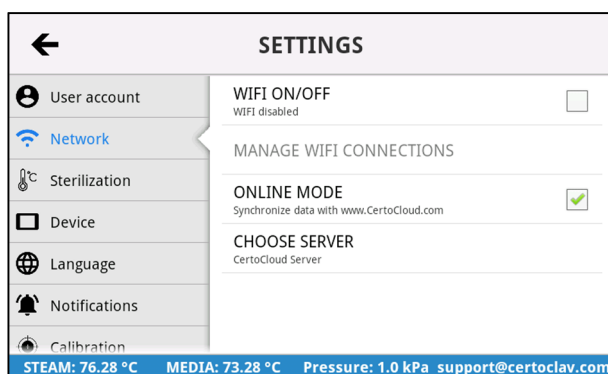 SETTINGS
User account
Network
Sterilization
Device
Language
Notifications
Calibration
WIFI ON/OFF
WIFI disabled
MANAGE WIFI CONNECTIONS
ONLINE MODE
Synchronize data with www.CertoCloud.com
CHOOSE SERVER
CertoCloud Server
STEAM: 76.28 °C MEDIA: 73.28 °C Pressure: 1.0 kPa support@certoclav.com